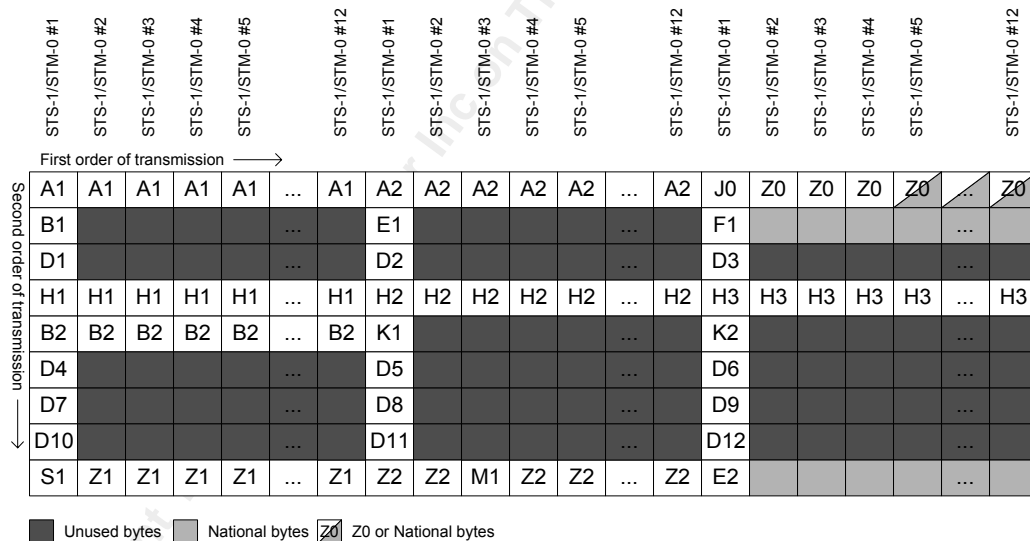 STS-1/STM-0 #1
STS-1/STM-0 #2
STS-1/STM-0 #3
STS-1/STM-0 #4
STS-1/STM-0 #5
STS-1/STM-0 #12
STS-1/STM-0 #1
STS-1/STM-0 #2
STS-1/STM-0 #3
STS-1/STM-0 #4
STS-1/STM-0 #5
STS-1/STM-0 #12
STS-1/STM-0 #1
STS-1/STM-0 #2
STS-1/STM-0 #3
STS-1/STM-0 #4
STS-1/STM-0 #5
STS-1/STM-0 #12
First order of transmission
Second order of transmission
A1 A1 A1 A1 A1 ... A1 A2 A2 A2 A2 A2 ... A2 J0 Z0 Z0 Z0 Z0 ... Z0
B1 ... E1 ... F1 ...
D1 ... D2 ... D3 ...
H1 H1 H1 H1 H1 ... H1 H2 H2 H2 H2 H2 ... H2 H3 H3 H3 H3 H3 ... H3
B2 B2 B2 B2 B2 ... B2 K1 ... K2 ...
D4 ... D5 ... D6 ...
D7 ... D8 ... D9 ...
D10 ... D11 ... D12 ...
S1 Z1 Z1 Z1 Z1 ... Z1 Z2 Z2 M1 Z2 Z2 ... Z2 E2 ...
Unused bytes
National bytes
Z0 Z0 or National bytes
Inc on